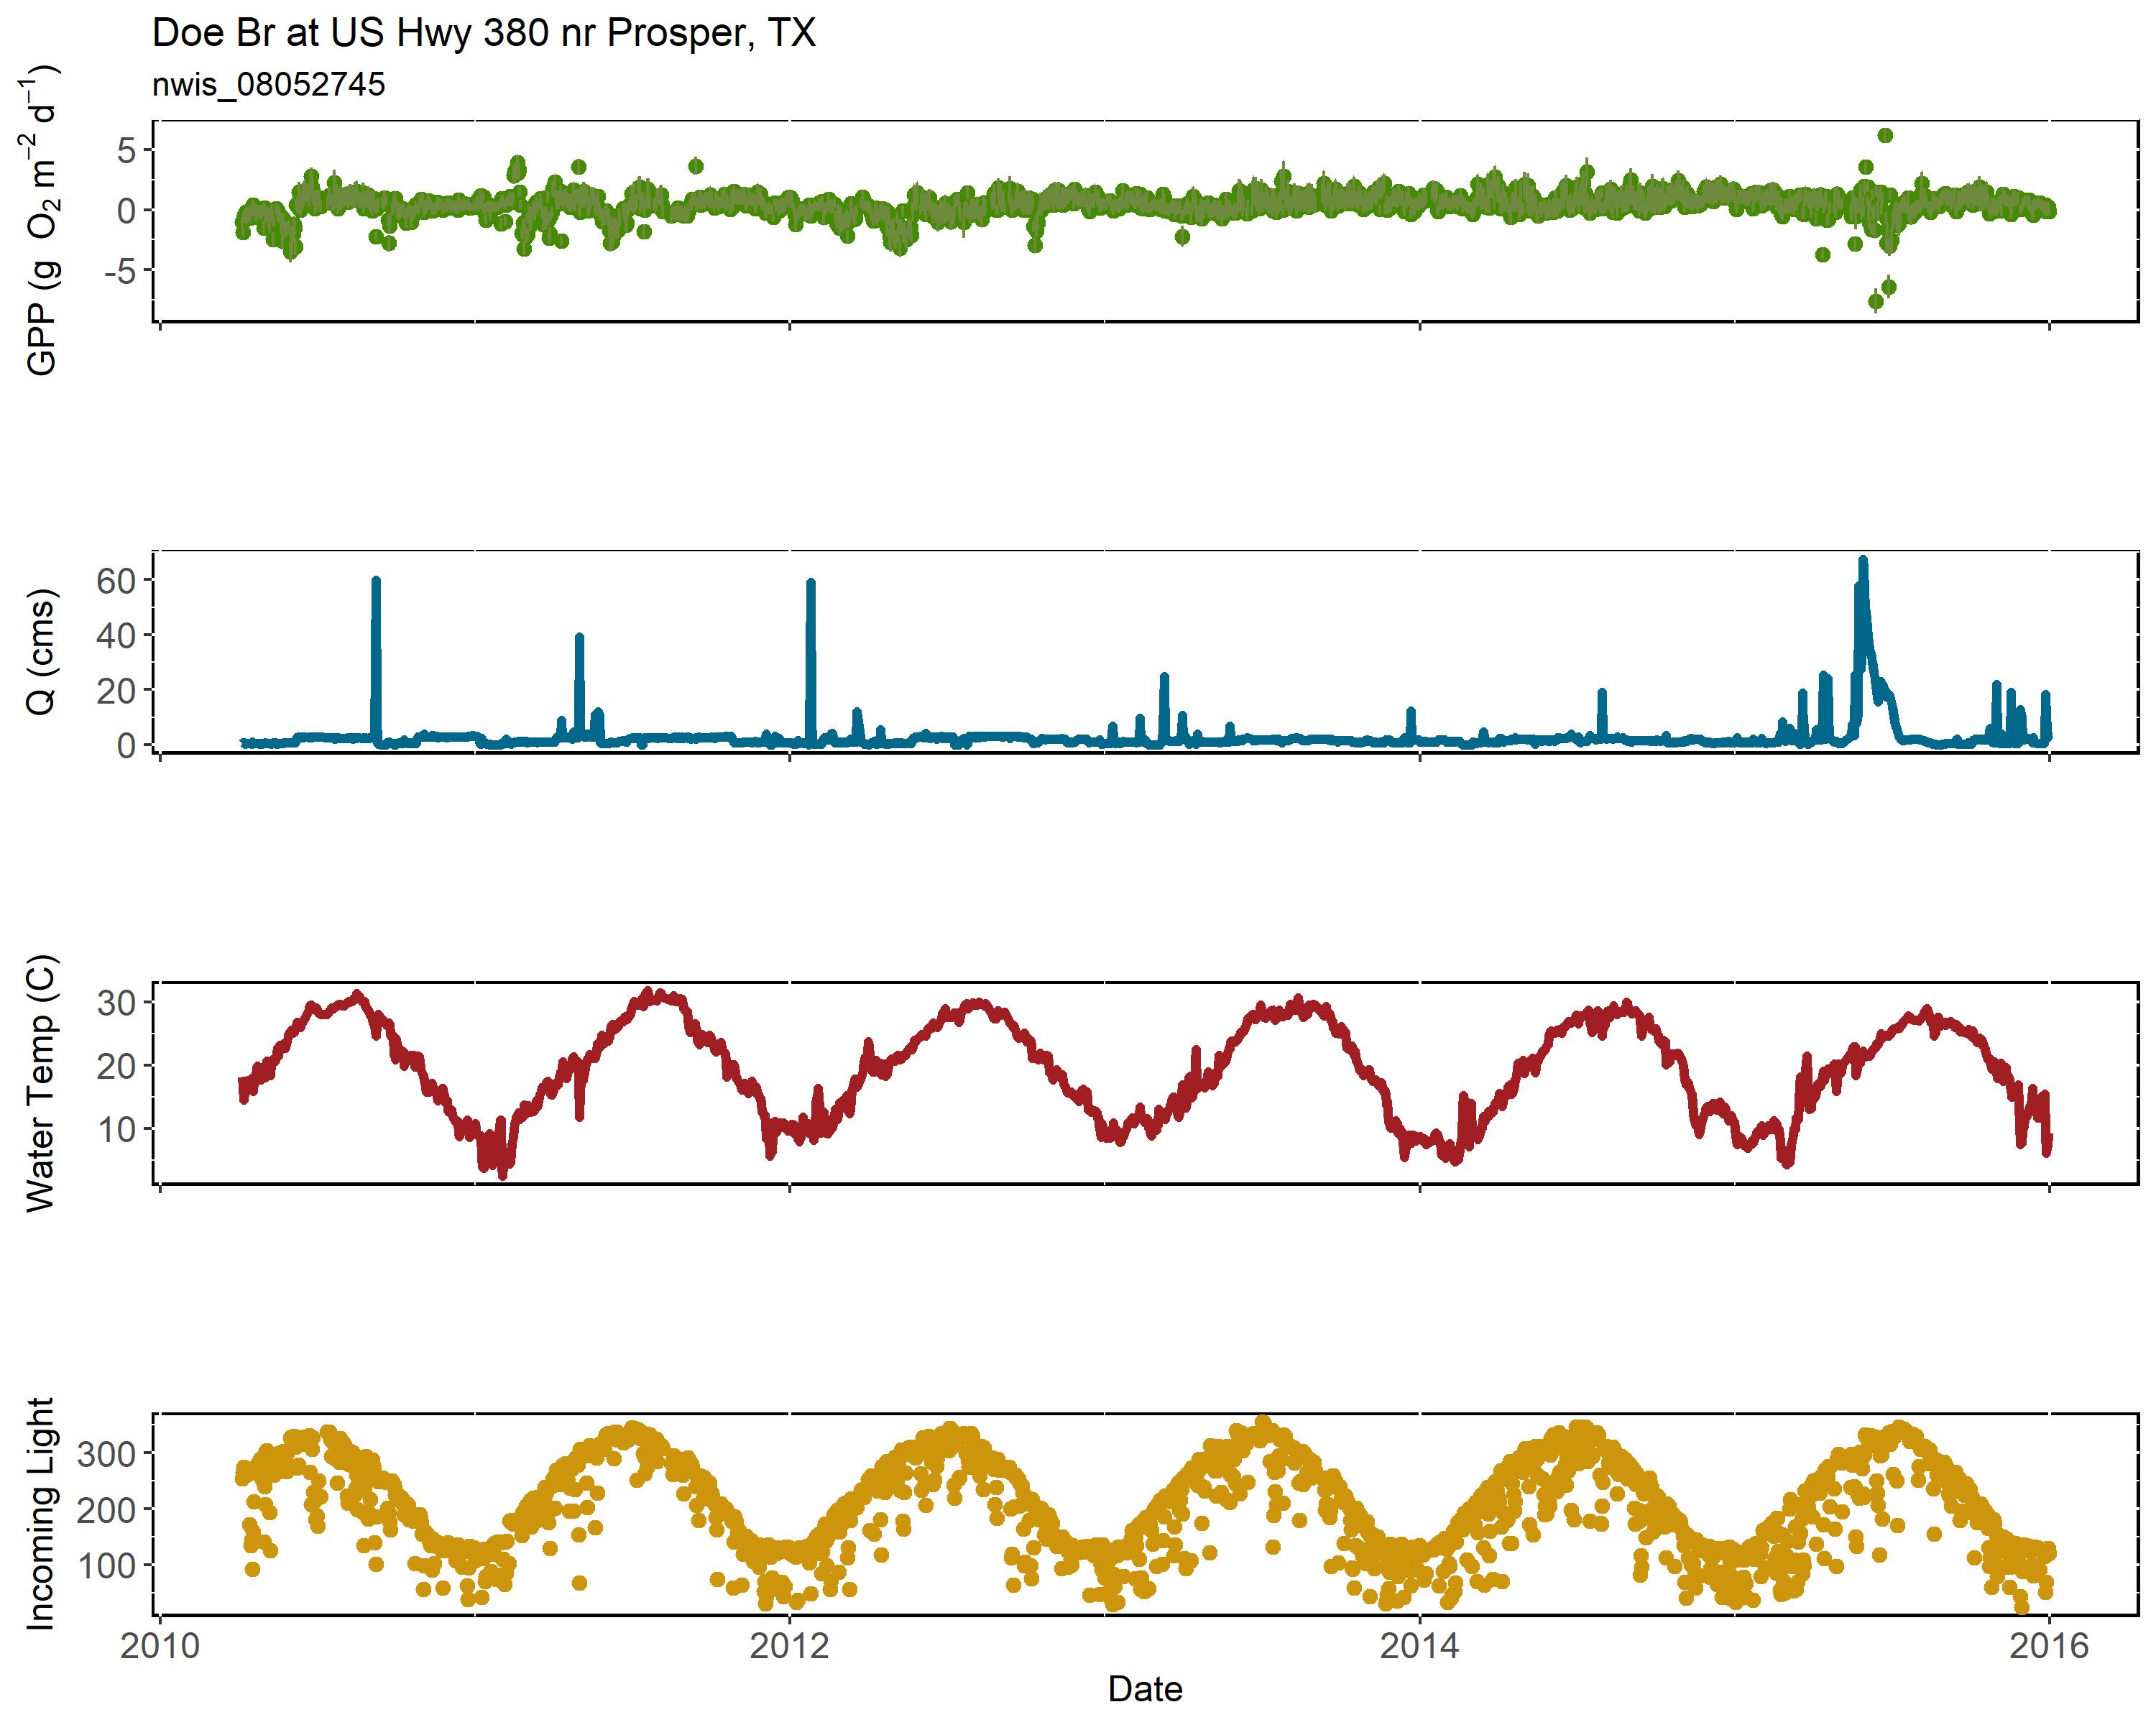 Doe Br at US Hwy 380 nr Prosper, TX
nwis_08052745
GPP (g O₂ m⁻² d⁻¹)
5
0
-5
Q (cms)
60
40
20
0
Water Temp (C)
30
20
10
Incoming Light
300
200
100
2010
2012
2014
2016
Date